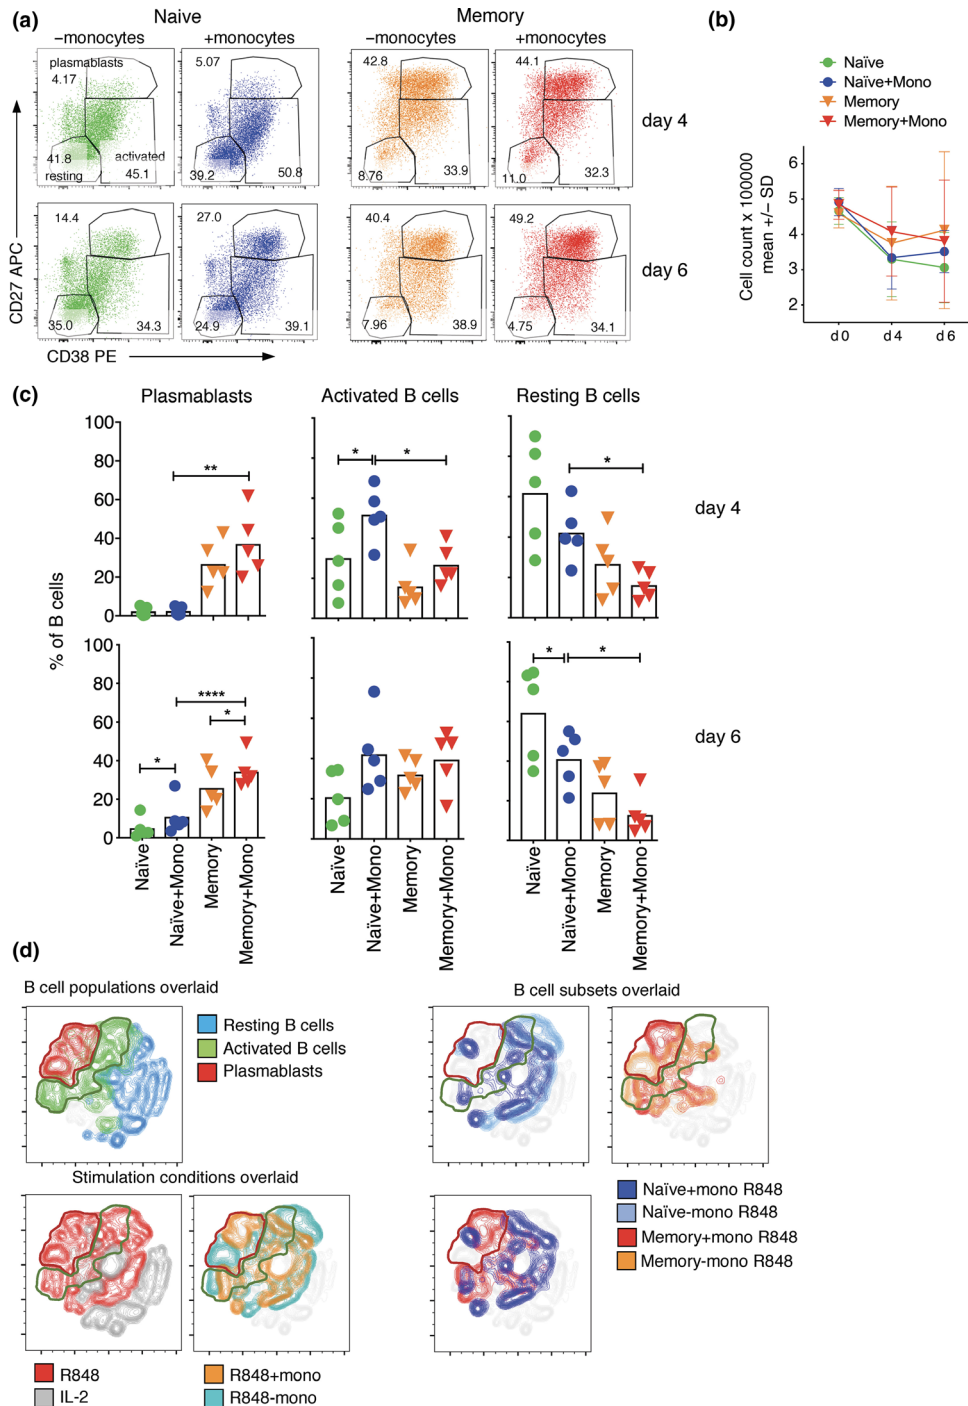 (a)
Naive
Memory
−monocytes
+monocytes
−monocytes
+monocytes
plasmablasts
4.17
41.8
resting
activated
45.1
5.07
39.2
50.8
42.8
8.76
33.9
44.1
11.0
32.3
day 4
14.4
35.0
34.3
27.0
24.9
39.1
40.4
7.96
38.9
49.2
4.75
34.1
day 6
CD27 APC
CD38 PE
(b)
Naïve
Naïve+Mono
Memory
Memory+Mono
Cell count x 100000
mean +/− SD
6
5
4
3
2
d 0
d 4
d 6
(c)
Plasmablasts
Activated B cells
Resting B cells
% of B cells
100
80
60
40
20
0
**
*
*
*
day 4
100
80
60
40
20
0
*
****
*
*
*
day 6
Naïve
Naïve+Mono
Memory
Memory+Mono
Naïve
Naïve+Mono
Memory
Memory+Mono
Naïve
Naïve+Mono
Memory
Memory+Mono
(d)
B cell populations overlaid
Resting B cells
Activated B cells
Plasmablasts
B cell subsets overlaid
Stimulation conditions overlaid
R848
IL-2
R848+mono
R848-mono
Naïve+mono R848
Naïve-mono R848
Memory+mono R848
Memory-mono R848